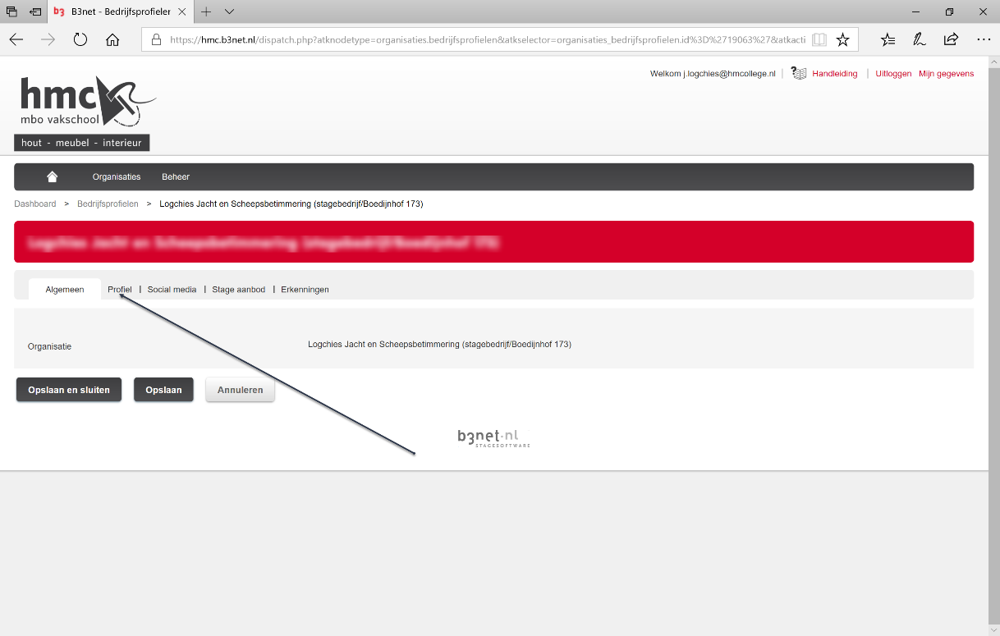 b3 B3net - Bedrijfsprofielen
https://hmc.b3net.nl/dispatch.php?atknodetype=organisaties.bedrijfsprofielen&atkselector=organisaties_bedrijfsprofielen.id%3D%2719063%27&atkacti
Welkom j.logchies@hmcollege.nl | Handleiding | Uitloggen Mijn gegevens
hmc
mbo vakschool
hout - meubel - interieur
Organisaties Beheer
Dashboard > Bedrijfsprofielen > Logchies Jacht en Scheepsbetimmering (stagebedrijf/Boedijnhof 173)
Algemeen Profiel | Social media | Stage aanbod | Erkenningen
Organisatie Logchies Jacht en Scheepsbetimmering (stagebedrijf/Boedijnhof 173)
Opslaan en sluiten Opslaan Annuleren
b3net.nl
STAGESOFTWARE